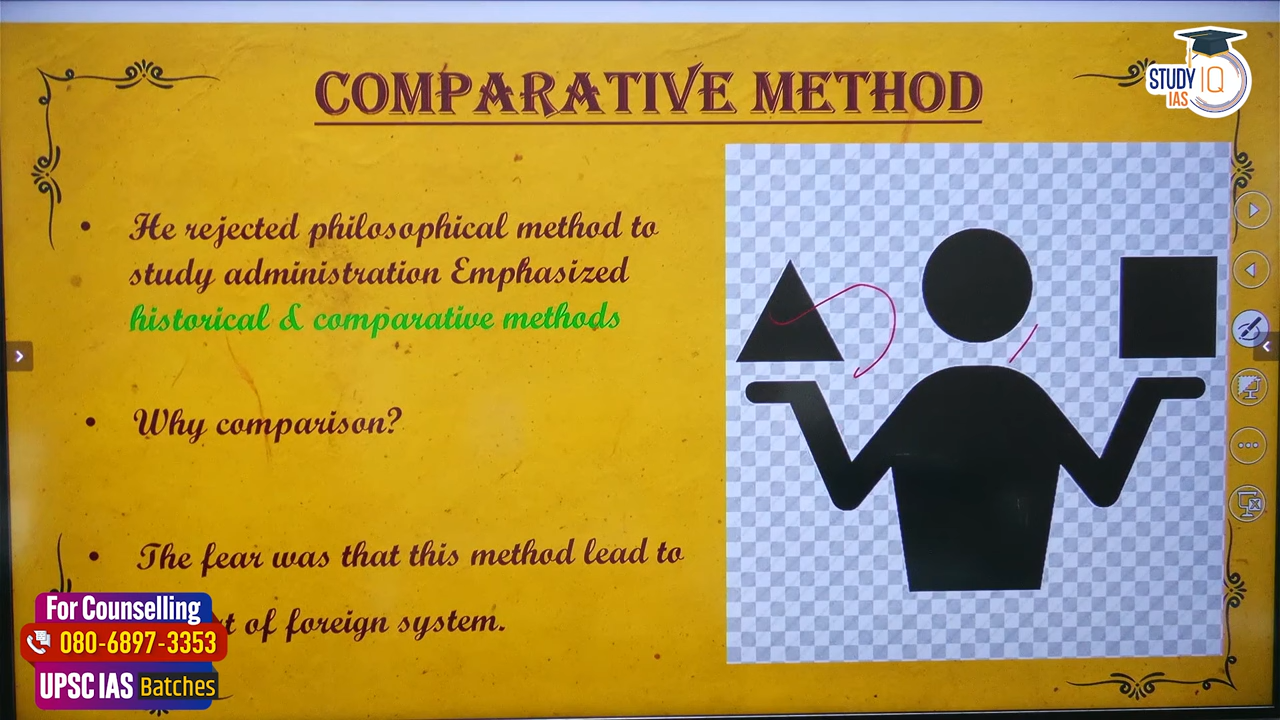 COMPARATIVE METHOD
STUDY IQ
IAS
• He rejected philosophical method to
study administration Emphasized
historical & comparative methods
• Why comparison?
• The fear was that this method lead to
of foreign system.
For Counselling
080-6897-3353
UPSC IAS Batches